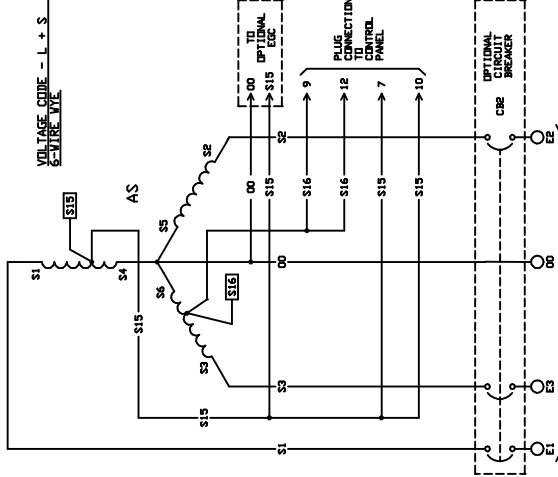 VOLTAGE CODE - L + S
6-WIRE WYE
TO
OPTIONAL
EGC
00
S15
PLUG
CONNECTION
TO
CONTROL
PANEL
9
12
7
10
OPTIONAL
CIRCUIT
BREAKER
CB2
S15
AS
S1
S4
S5
S2
S6
S3
S16
S15
S15
S2
00
S15
S16
S16
S15
S15
00
S3
S1
E1
E3
00
E2